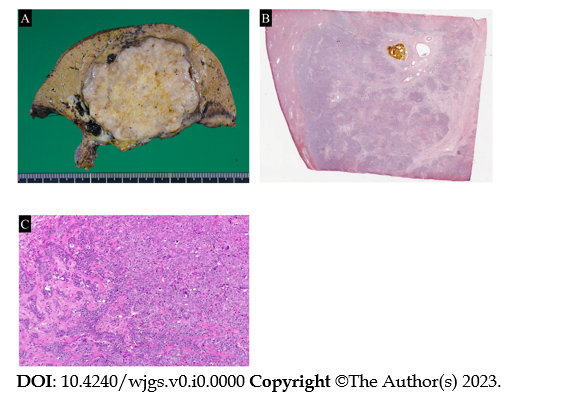 A
B
C
DOI: 10.4240/wjgs.v0.i0.0000 Copyright ©The Author(s) 2023.